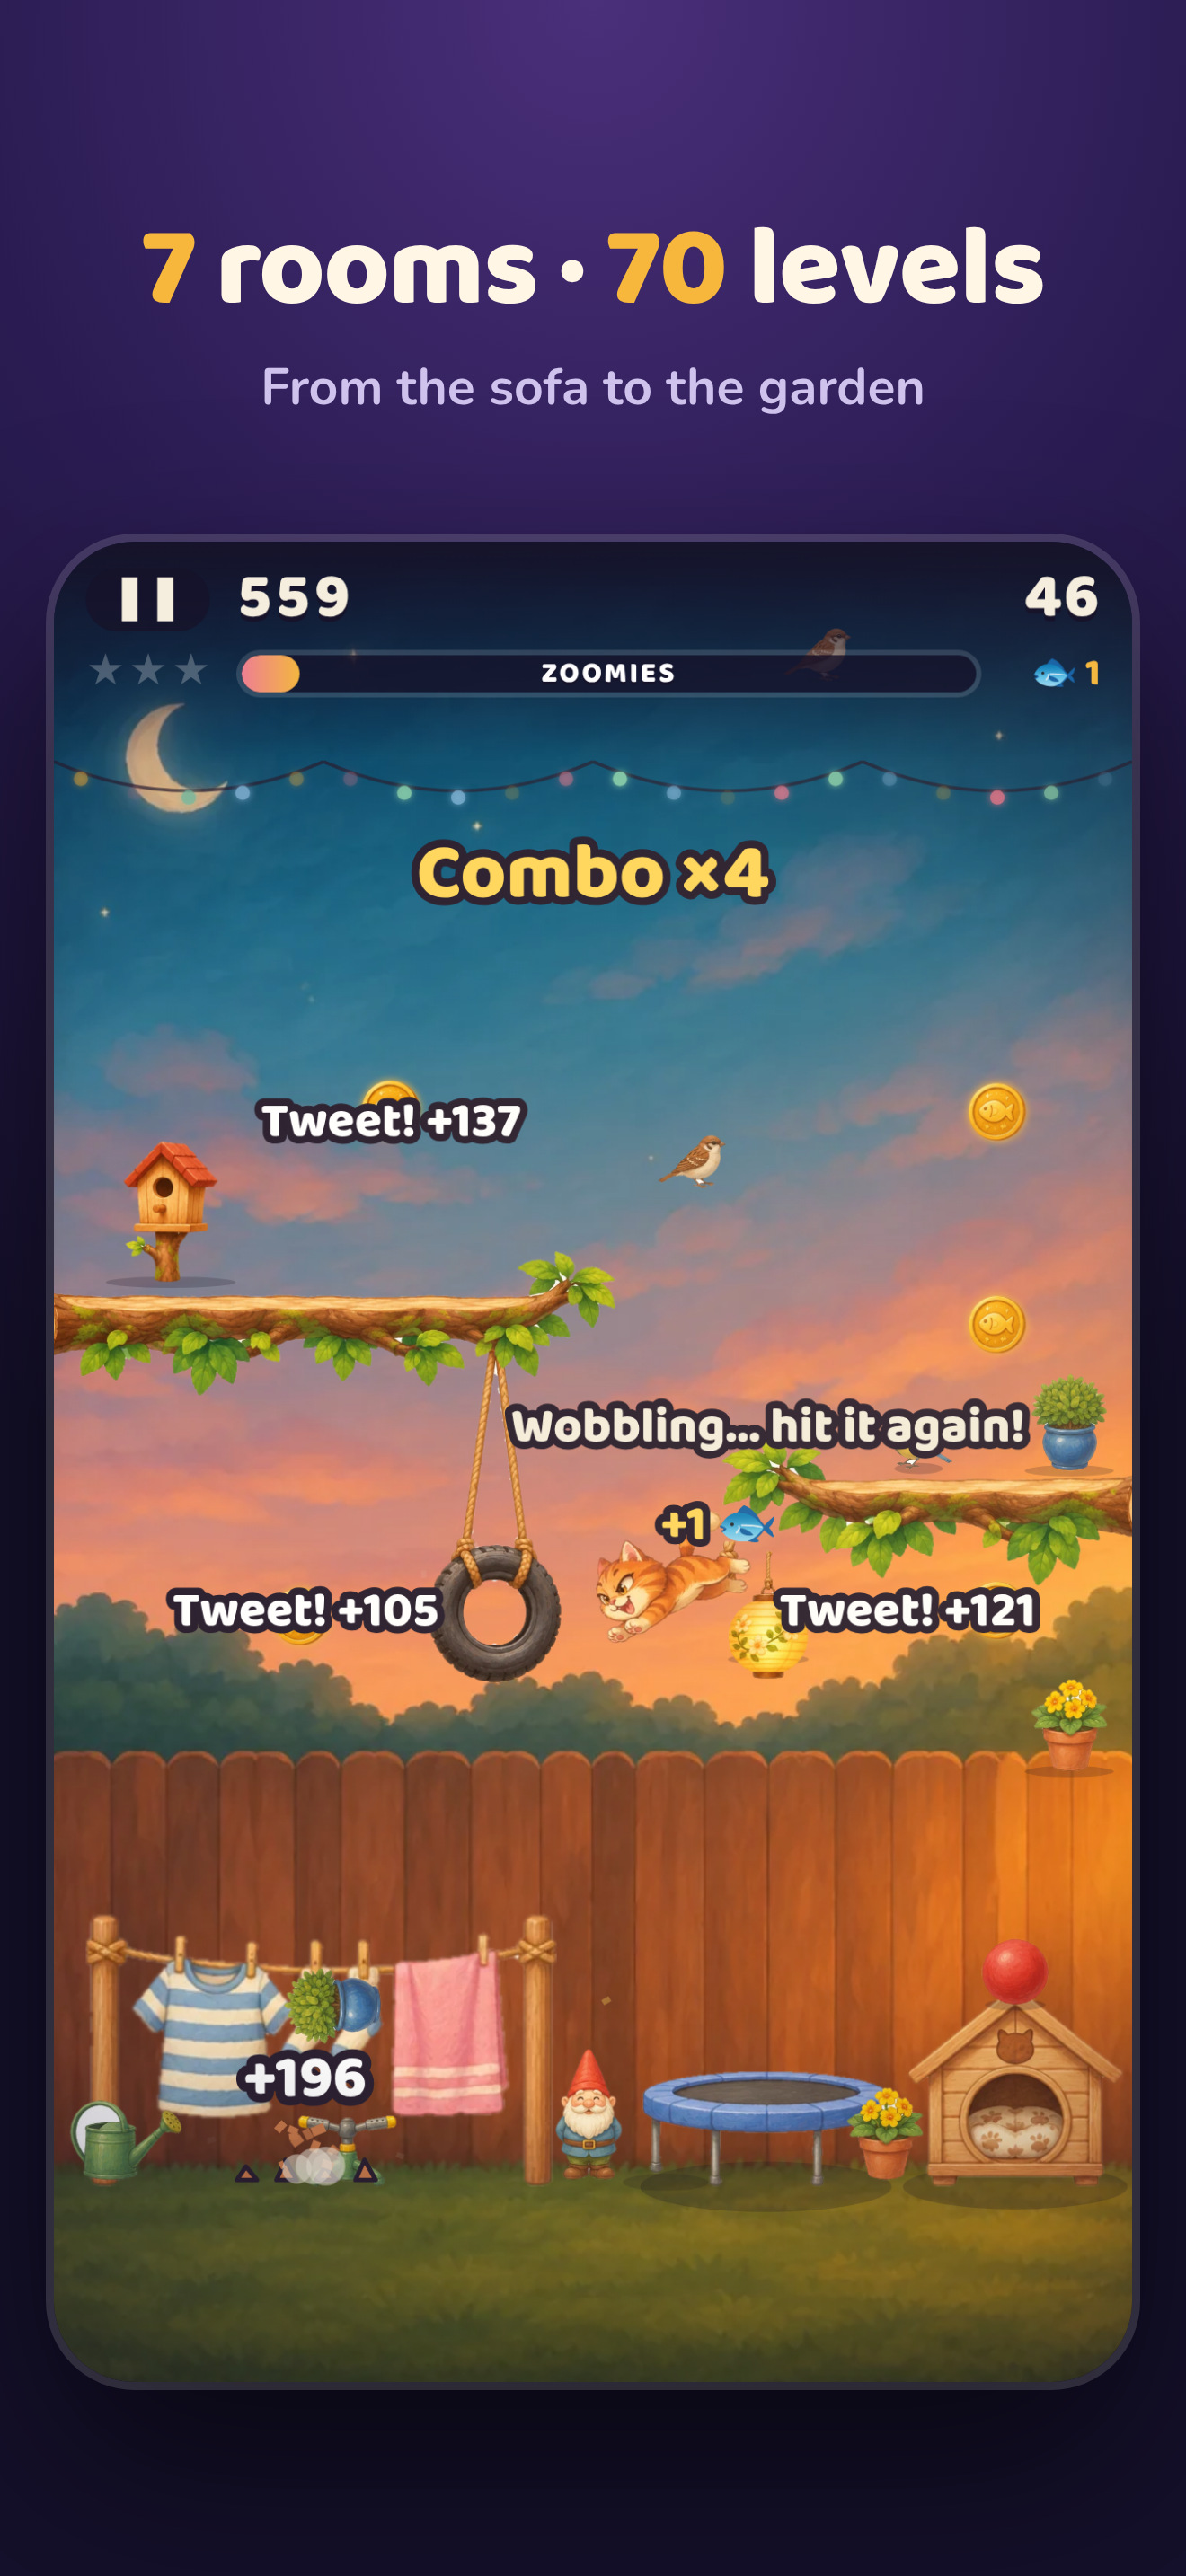 7 rooms · 70 levels
From the sofa to the garden
559
46
ZOOMIES
1
Combo ×4
Tweet! +137
Wobbling... hit it again!
+1
Tweet! +105
Tweet! +121
+196